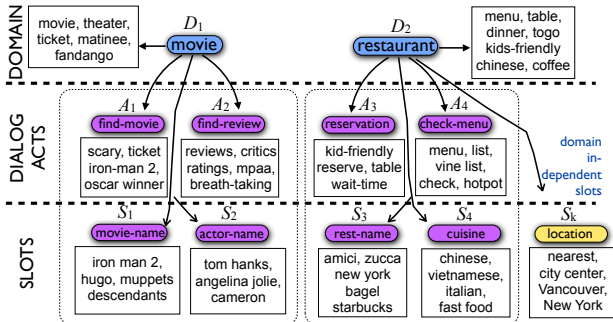 DOMAIN
movie, theater,
ticket, matinee,
fandango
D1
movie
D2
restaurant
menu, table,
dinner, togo
kids-friendly
chinese, coffee
DIALOG
ACTS
A1
find-movie
scary, ticket
iron-man 2,
oscar winner
A2
find-review
reviews, critics
ratings, mpaa,
breath-taking
A3
reservation
kid-friendly
reserve, table
wait-time
A4
check-menu
menu, list,
vine list,
check, hotpot
domain
in-
dependent
slots
SLOTS
S1
movie-name
iron man 2,
hugo, muppets
descendants
S2
actor-name
tom hanks,
angelina jolie,
cameron
S3
rest-name
amici, zucca
new york
bagel
starbucks
S4
cuisine
chinese,
vietnamese,
italian,
fast food
Sk
location
nearest,
city center,
Vancouver,
New York